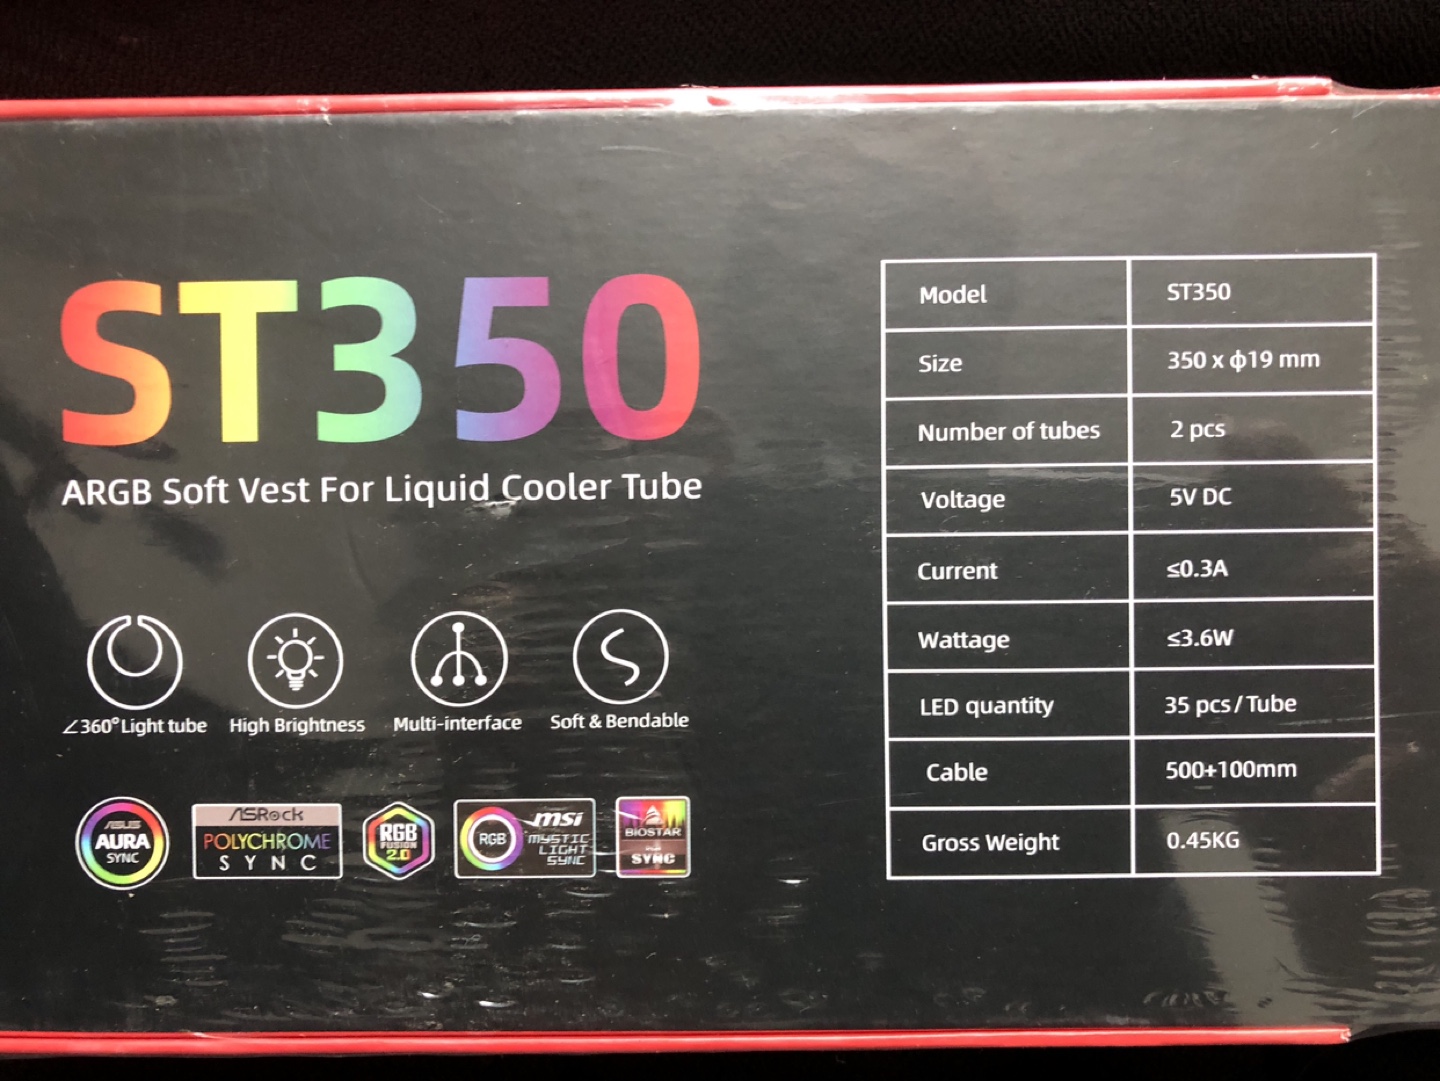 ST350
ARGB Soft Vest For Liquid Cooler Tube
∠360°Light tube
High Brightness
Multi-interface
Soft & Bendable
ASUS
AURA
SYNC
ASRock
POLYCHROME
SYNC
RGB
FUSION
2.0
RGB
msi
MYSTIC
LIGHT
SYNC
BIOSTAR
SYNC
Model ST350
Size 350 x ф19 mm
Number of tubes 2 pcs
Voltage 5V DC
Current ≤0.3A
Wattage ≤3.6W
LED quantity 35 pcs/Tube
Cable 500+100mm
Gross Weight 0.45KG